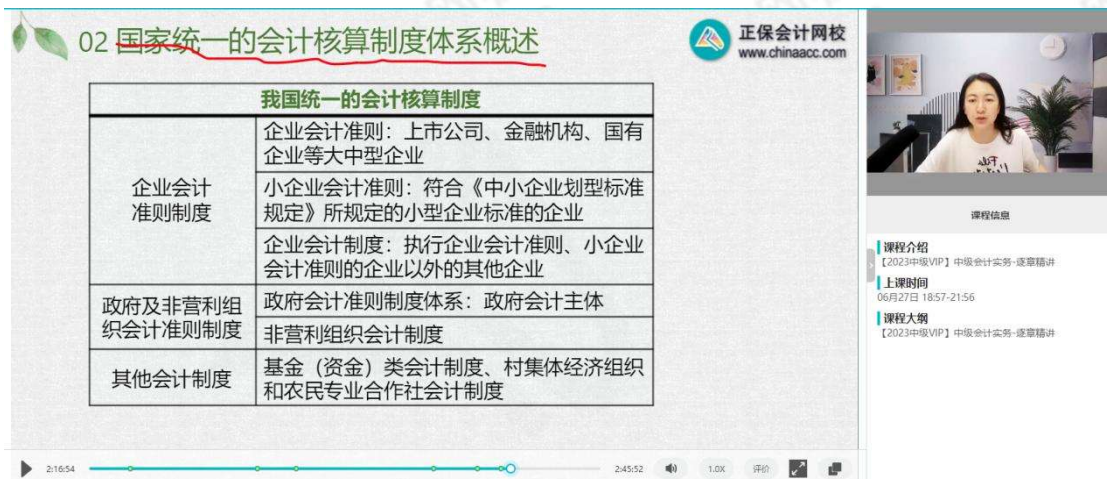 02 国家统一的会计核算制度体系概述
正保会计网校
www.chinaacc.com
我国统一的会计核算制度
企业会计
准则制度
企业会计准则：上市公司、金融机构、国有
企业等大中型企业
小企业会计准则：符合《中小企业划型标准
规定》所规定的小型企业标准的企业
企业会计制度：执行企业会计准则、小企业
会计准则的企业以外的其他企业
政府及非营利组
织会计准则制度
政府会计准则制度体系：政府会计主体
非营利组织会计制度
其他会计制度
基金（资金）类会计制度、村集体经济组织
和农民专业合作社会计制度
课程信息
课程介绍
【2023中级VIP】中级会计实务-逐章精讲
上课时间
06月27日 18:57-21:56
课程大纲
【2023中级VIP】中级会计实务-逐章精讲
2:16:54
2:45:52
1.0X
评价